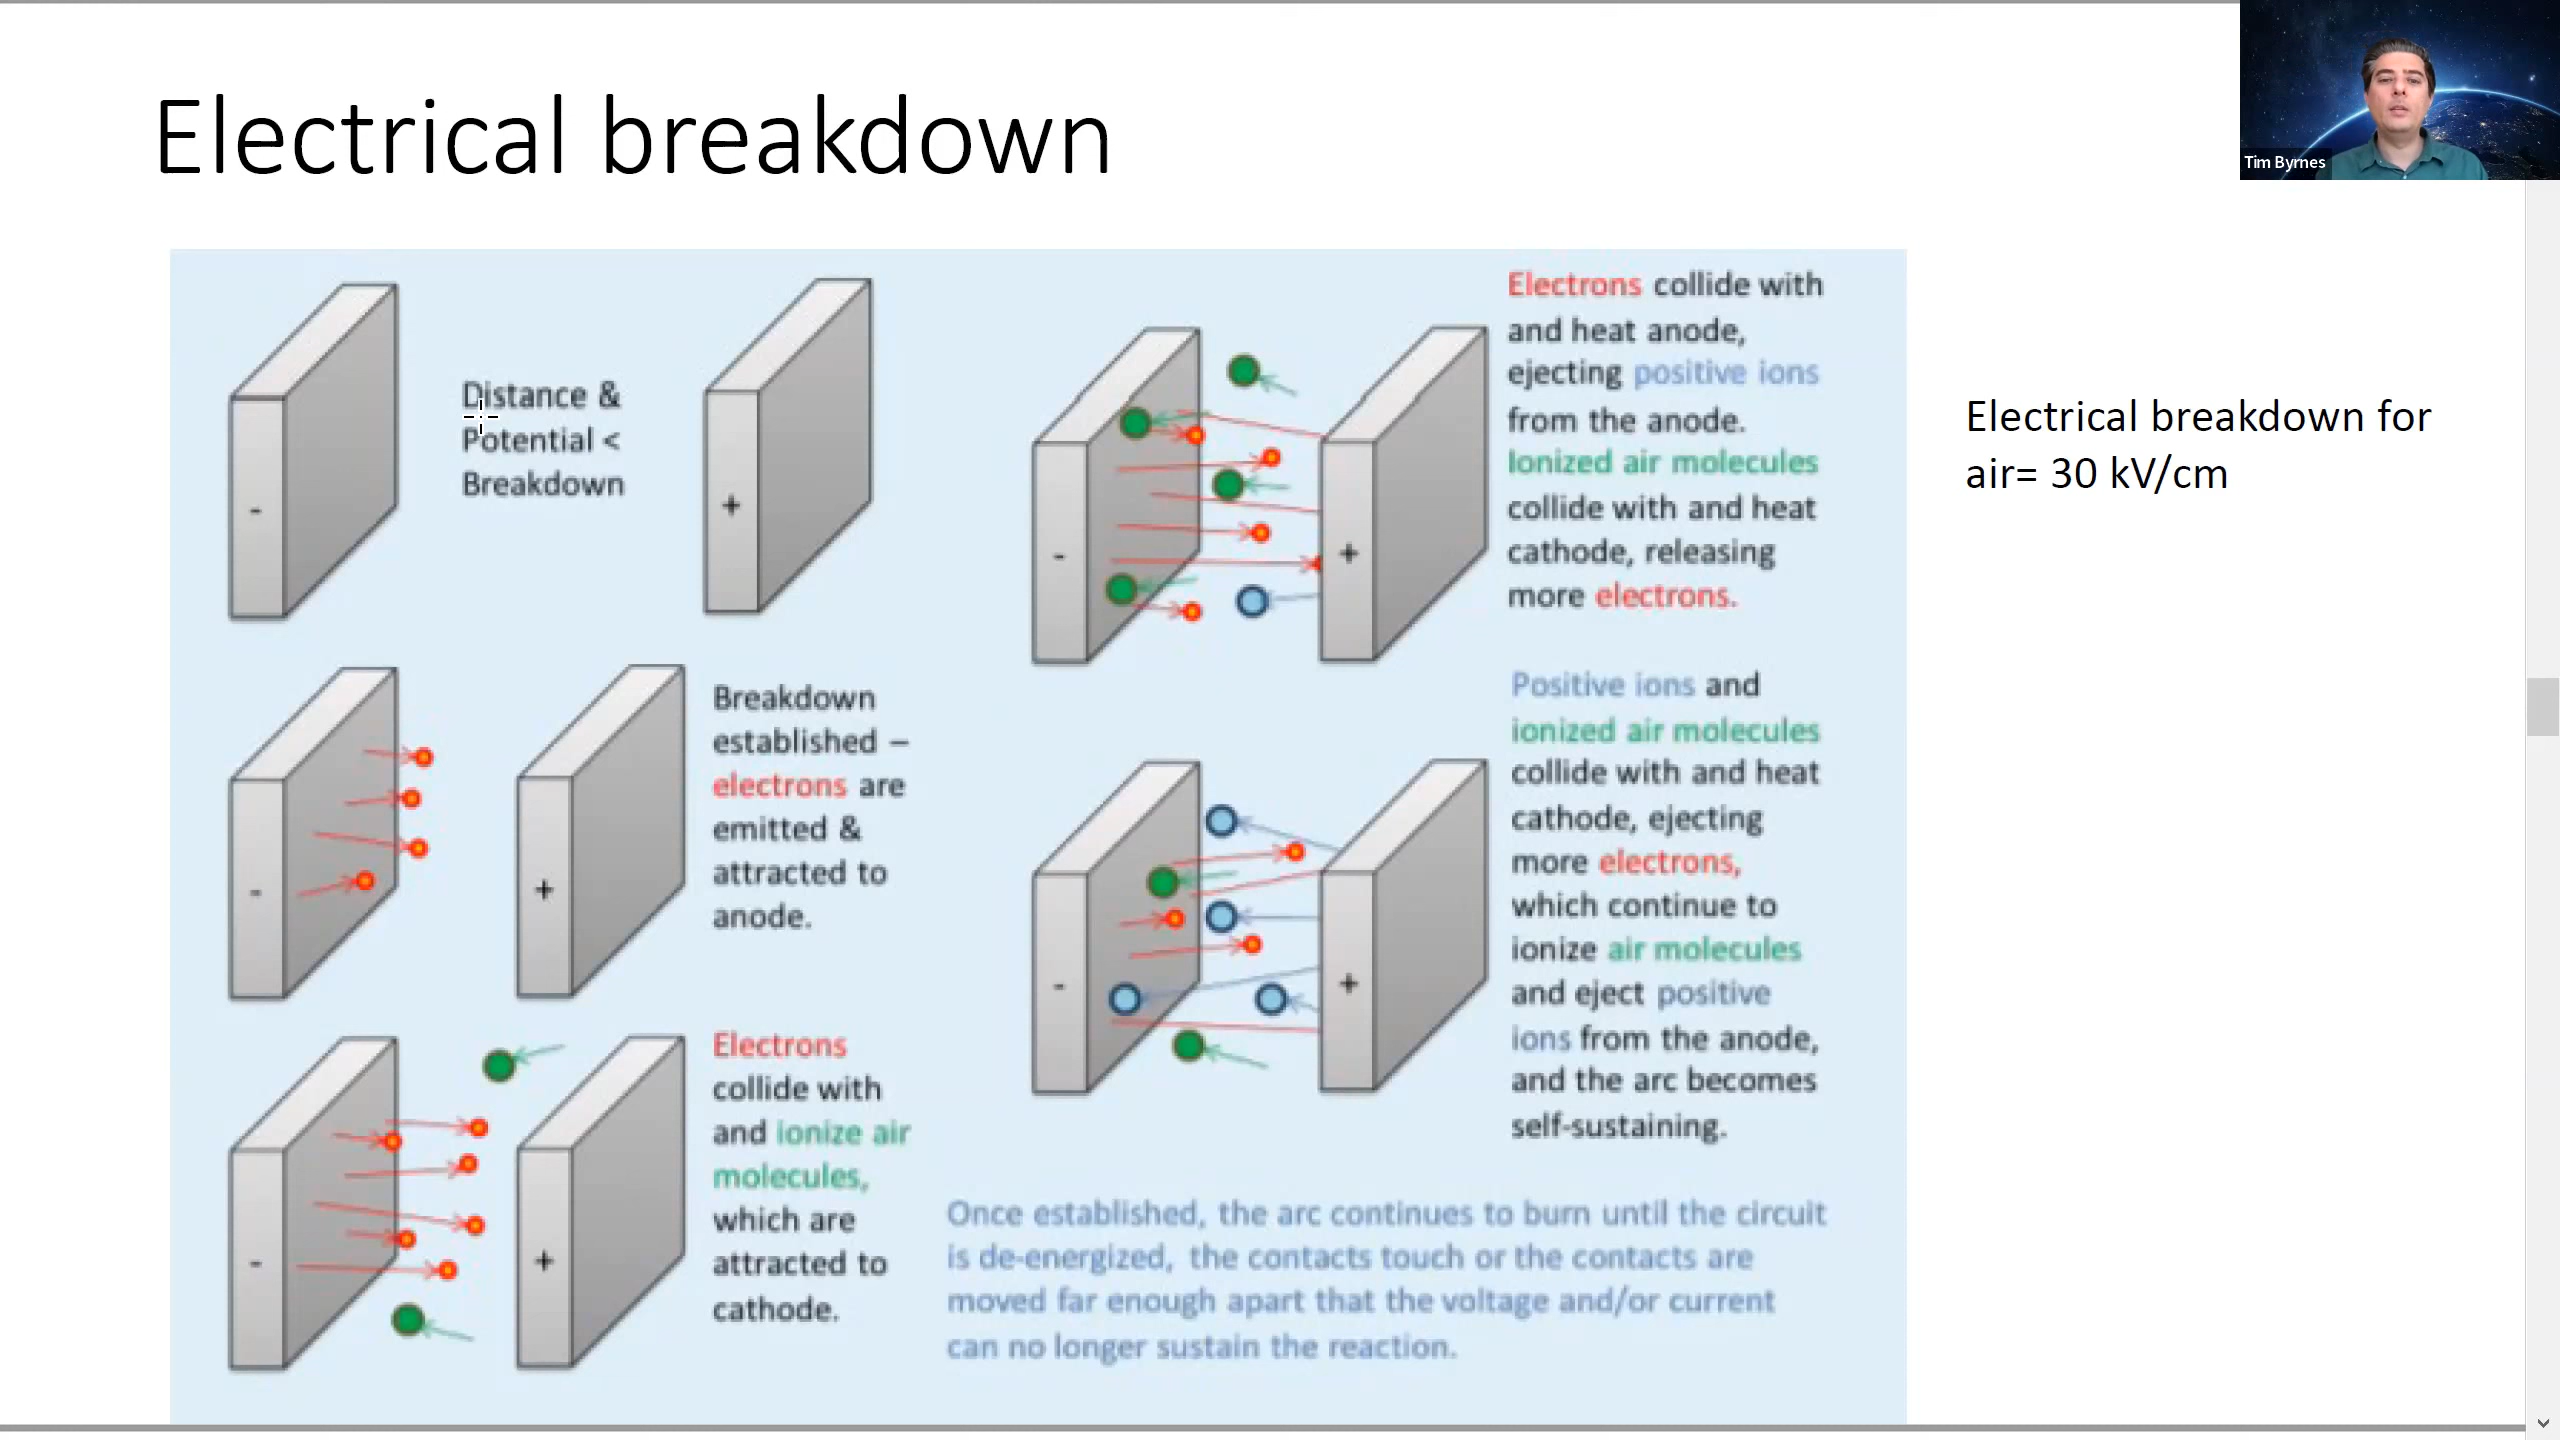 Electrical breakdown
Tim Byrnes
Distance &
Potential <
Breakdown
-
+
Breakdown
established –
electrons are
emitted &
attracted to
anode.
-
+
Electrons
collide with
and ionize air
molecules,
which are
attracted to
cathode.
-
+
Electrons collide with
and heat anode,
ejecting positive ions
from the anode.
Ionized air molecules
collide with and heat
cathode, releasing
more electrons.
-
+
Positive ions and
ionized air molecules
collide with and heat
cathode, ejecting
more electrons,
which continue to
ionize air molecules
and eject positive
ions from the anode,
and the arc becomes
self-sustaining.
-
+
Once established, the arc continues to burn until the circuit
is de-energized, the contacts touch or the contacts are
moved far enough apart that the voltage and/or current
can no longer sustain the reaction.
Electrical breakdown for
air= 30 kV/cm